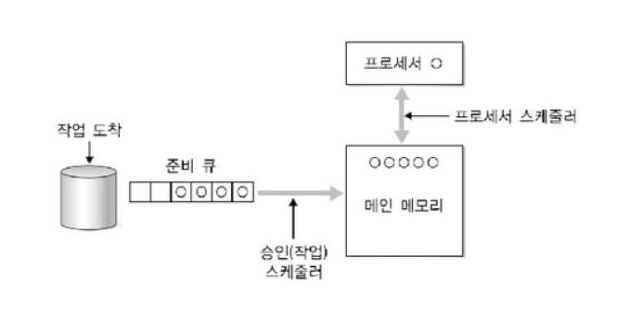 프로세서
프로세서 스케줄러
작업 도착
준비 큐
메인 메모리
승인(작업)
스케줄러